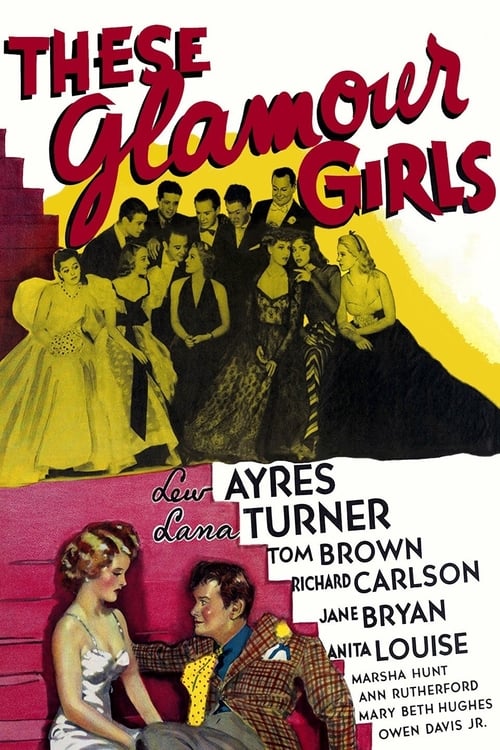 THESE
Glamour
GIRLS
Lew AYRES
Lana TURNER
TOM BROWN
RICHARD CARLSON
JANE BRYAN
ANITA LOUISE
MARSHA HUNT
ANN RUTHERFORD
MARY BETH HUGHES
OWEN DAVIS JR.